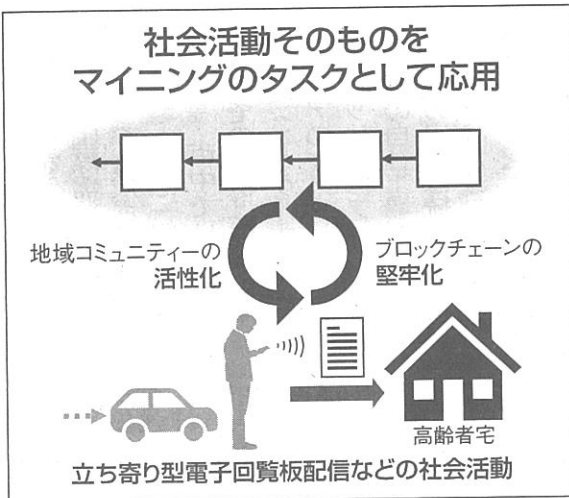 社会活動そのものを
マイニングのタスクとして応用
地域コミュニティーの
活性化
ブロックチェーンの
堅牢化
高齢者宅
立ち寄り型電子回覧板配信などの社会活動